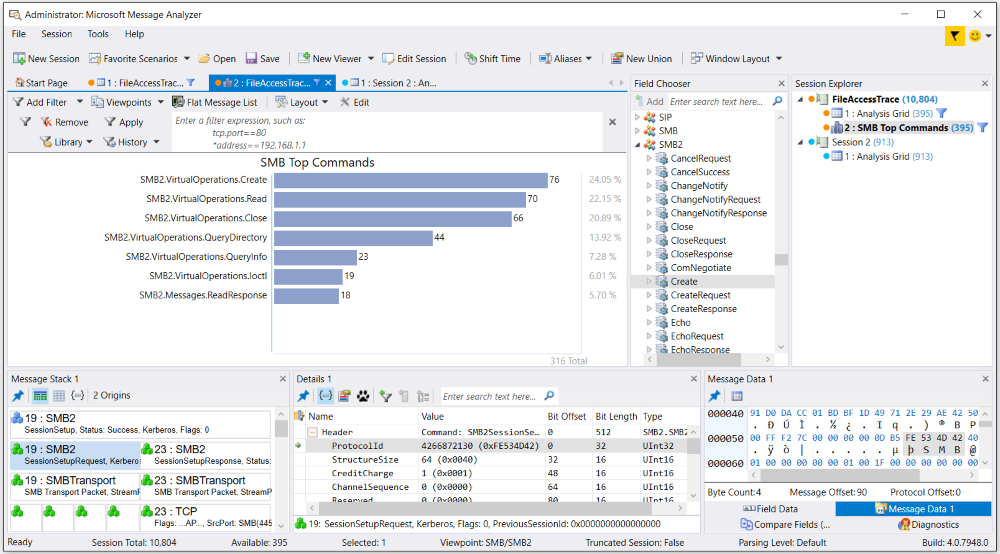 Administrator: Microsoft Message Analyzer
File Session Tools Help
New Session Favorite Scenarios Open Save New Viewer Edit Session Shift Time Aliases New Union Window Layout
Start Page 1 : FileAccessTrac... 2 : FileAccessTrac... 1 : Session 2 : An...
Add Filter Viewpoints Flat Message List Layout Edit
Remove Apply
Library History
Enter a filter expression, such as:
tcp.port==80
*address==192.168.1.1
SMB Top Commands
SMB2.VirtualOperations.Create 76 24.05 %
SMB2.VirtualOperations.Read 70 22.15 %
SMB2.VirtualOperations.Close 66 20.89 %
SMB2.VirtualOperations.QueryDirectory 44 13.92 %
SMB2.VirtualOperations.QueryInfo 23 7.28 %
SMB2.VirtualOperations.Ioctl 19 6.01 %
SMB2.Messages.ReadResponse 18 5.70 %
316 Total
Field Chooser
Add Enter search text here...
SIP
SMB
SMB2
CancelRequest
CancelSuccess
ChangeNotify
ChangeNotifyRequest
ChangeNotifyResponse
Close
CloseRequest
CloseResponse
ComNegotiate
Create
CreateRequest
CreateResponse
Echo
EchoRequest
EchoResponse
Session Explorer
FileAccessTrace (10,804)
1 : Analysis Grid (395)
2 : SMB Top Commands (395)
Session 2 (913)
1 : Analysis Grid (913)
Message Stack 1
2 Origins
19 : SMB2
SessionSetup, Status: Success, Kerberos, Flags: 0
19 : SMB2 23 : SMB2
SessionSetupRequest, Kerberos SessionSetupResponse, Status:
19 : SMBTransport 23 : SMBTransport
SMB Transport Packet, StreamP SMB Transport Packet, StreamP
23 : TCP
Flags: ...AP..., SrcPort: SMB(445
Details 1
Enter search text here...
Name Value Bit Offset Bit Length Type
Header Command: SMB2SessionSe... 0 512 SMB2.SMB2
ProtocolId 4266872130 (0xFE534D42) 0 32 UInt32
StructureSize 64 (0x0040) 32 16 UInt16
CreditCharge 1 (0x0001) 48 16 UInt16
ChannelSequence 0 (0x0000) 64 16 UInt16
Reserved 0 (0x0000) 80 16 UInt16
19: SessionSetupRequest, Kerberos, Flags: 0, PreviousSessionId: 0x0000000000000000
Message Data 1
000040 91 D0 DA CC 01 BD BF 1D 49 71 2E 29 AE 42 50
. Ð Ú Ì . ½ ¿ . I q . ) ® B P
000050 00 FF F2 7C 00 00 00 00 0D B5 FE 53 4D 42 40
. ÿ ò | . . . . . µ þ S M B @
000060 01 00 00 00 00 00 01 00 1F 00 00 00 00 00 00
Byte Count:4 Message Offset:90 Protocol Offset:0
Field Data Message Data 1
Compare Fields (... Diagnostics
Ready Session Total: 10,804 Available: 395 Selected: 1 Viewpoint: SMB/SMB2 Truncated Session: False Parsing Level: Default Build: 4.0.7948.0